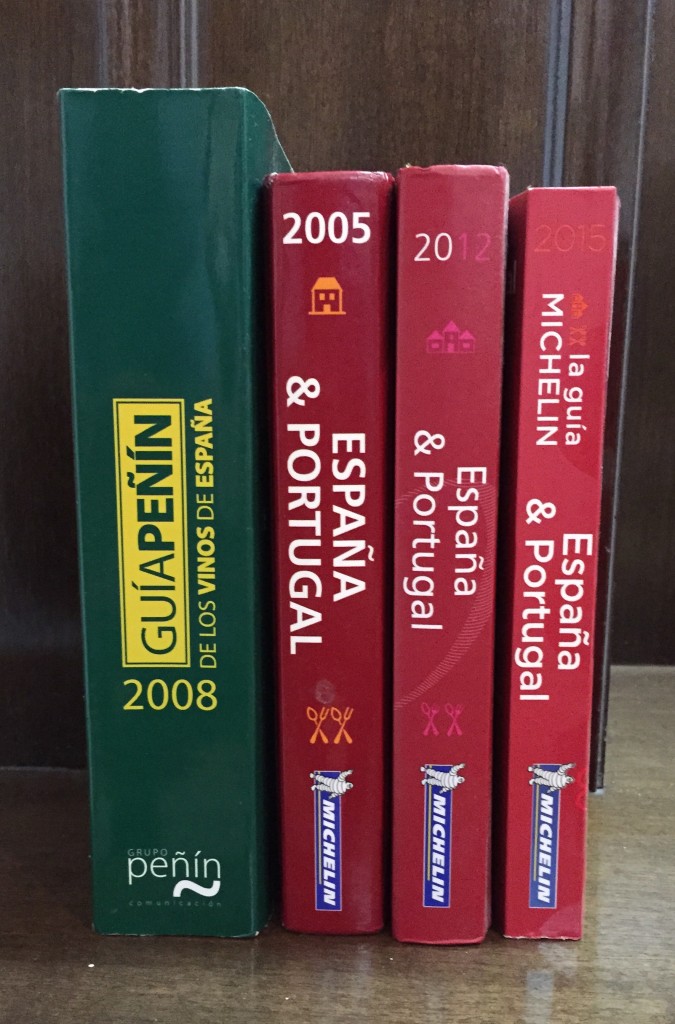 GUÍAPEÑÍN
DE LOS VINOS DE ESPAÑA
2008
GRUPO
peñín
comunicación
2005
ESPAÑA
& PORTUGAL
MICHELIN
2012
España
& Portugal
MICHELIN
2015
la guía
MICHELIN
España
& Portugal
MICHELIN